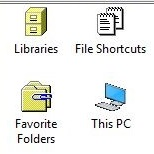 Libraries
File Shortcuts
Favorite
Folders
This PC